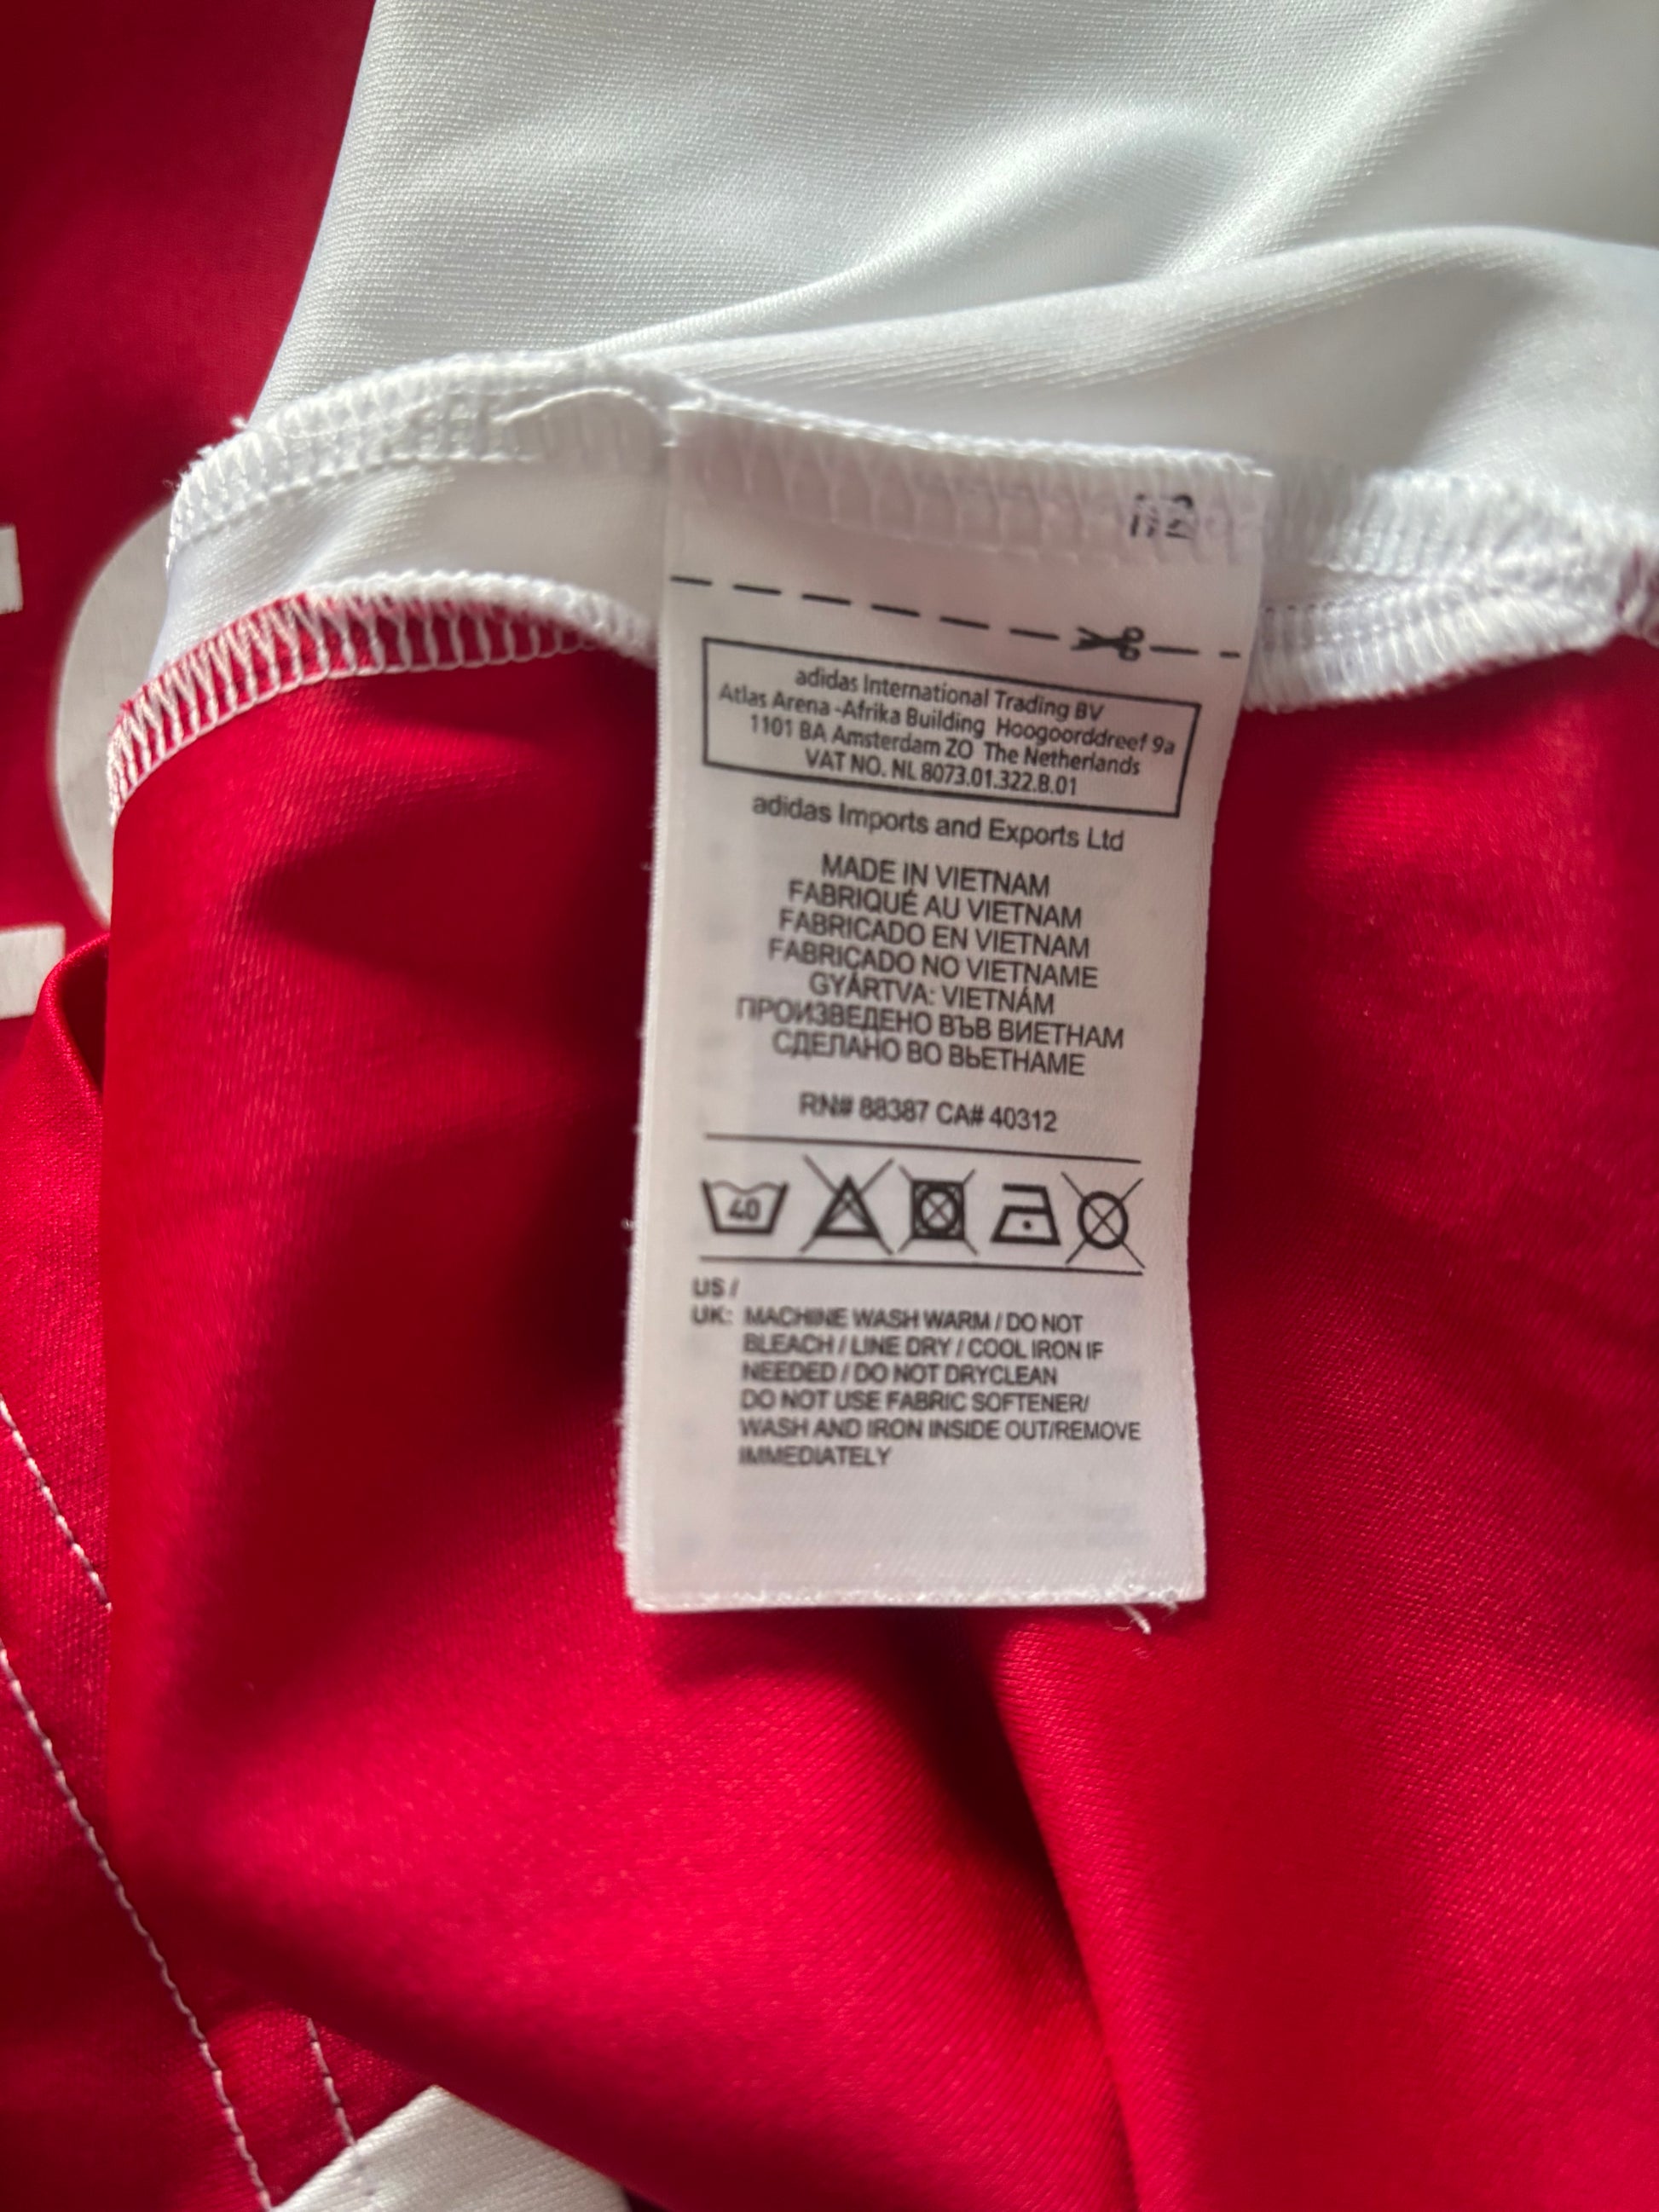 adidas International Trading BV
Atlas Arena -Afrika Building Hoogoorddreef 9a
1101 BA Amsterdam ZO The Netherlands
VAT NO. NL 8073.01.322.B.01
adidas Imports and Exports Ltd
MADE IN VIETNAM
FABRIQUÉ AU VIETNAM
FABRICADO EN VIETNAM
FABRICADO NO VIETNAME
GYÁRTVA: VIETNÁM
ПРОИЗВЕДЕНО ВЪВ ВИЕТНАМ
СДЕЛАНО ВО ВЬЕТНАМЕ
RN# 88387 CA# 40312
40
US /
UK: MACHINE WASH WARM / DO NOT
BLEACH / LINE DRY / COOL IRON IF
NEEDED / DO NOT DRYCLEAN
DO NOT USE FABRIC SOFTENER/
WASH AND IRON INSIDE OUT/REMOVE
IMMEDIATELY